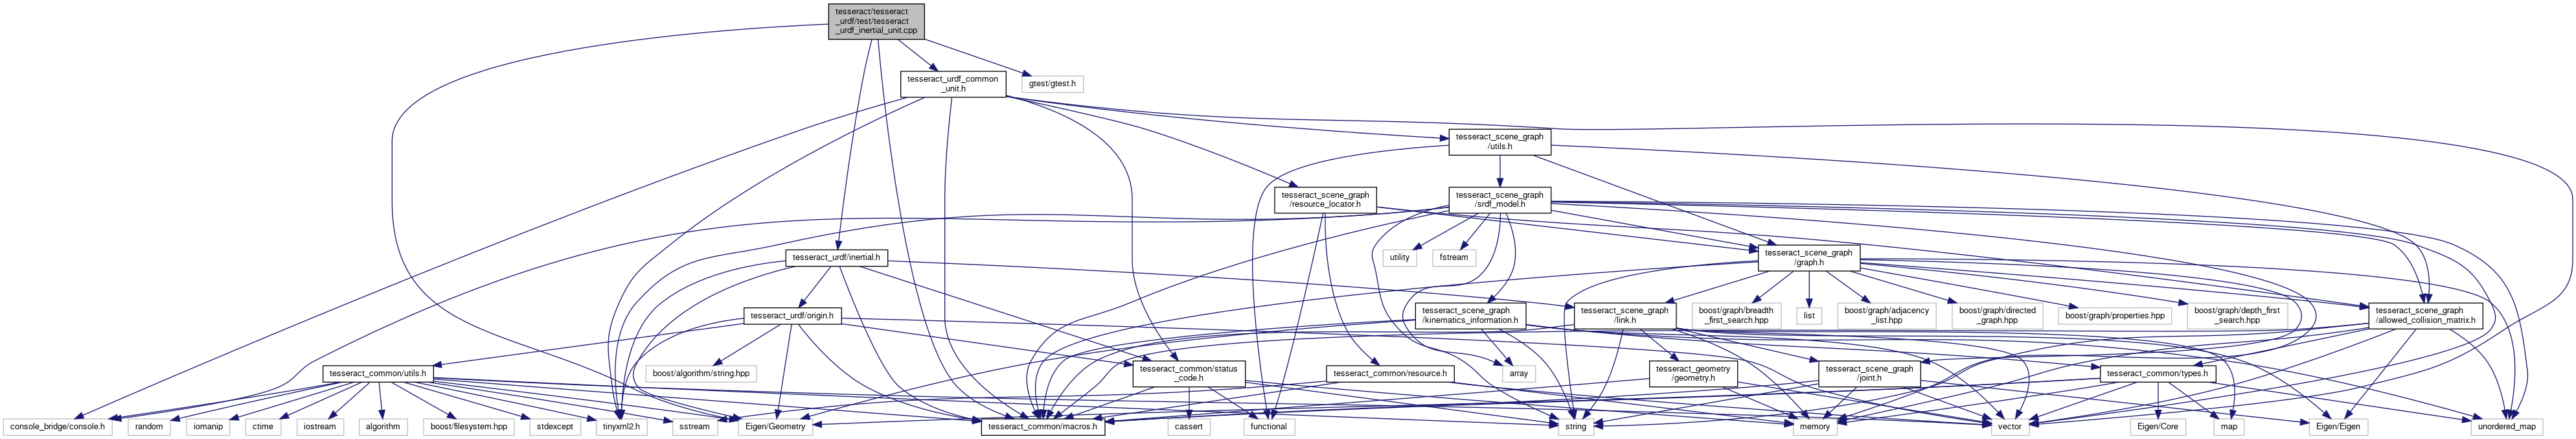 tesseract/tesseract
_urdf/test/tesseract
_urdf_inertial_unit.cpp
tesseract_urdf_common
_unit.h
gtest/gtest.h
tesseract_scene_graph
/utils.h
tesseract_scene_graph
/resource_locator.h
tesseract_scene_graph
/srdf_model.h
tesseract_urdf/inertial.h
utility
fstream
tesseract_scene_graph
/graph.h
tesseract_urdf/origin.h
tesseract_scene_graph
/kinematics_information.h
tesseract_scene_graph
/link.h
boost/graph/breadth
_first_search.hpp
list
boost/graph/adjacency
_list.hpp
boost/graph/directed
_graph.hpp
boost/graph/properties.hpp
boost/graph/depth_first
_search.hpp
tesseract_scene_graph
/allowed_collision_matrix.h
tesseract_common/utils.h
boost/algorithm/string.hpp
tesseract_common/status
_code.h
tesseract_common/resource.h
array
tesseract_geometry
/geometry.h
tesseract_scene_graph
/joint.h
tesseract_common/types.h
console_bridge/console.h
random
iomanip
ctime
iostream
algorithm
boost/filesystem.hpp
stdexcept
tinyxml2.h
sstream
Eigen/Geometry
tesseract_common/macros.h
cassert
functional
string
memory
vector
Eigen/Core
map
Eigen/Eigen
unordered_map